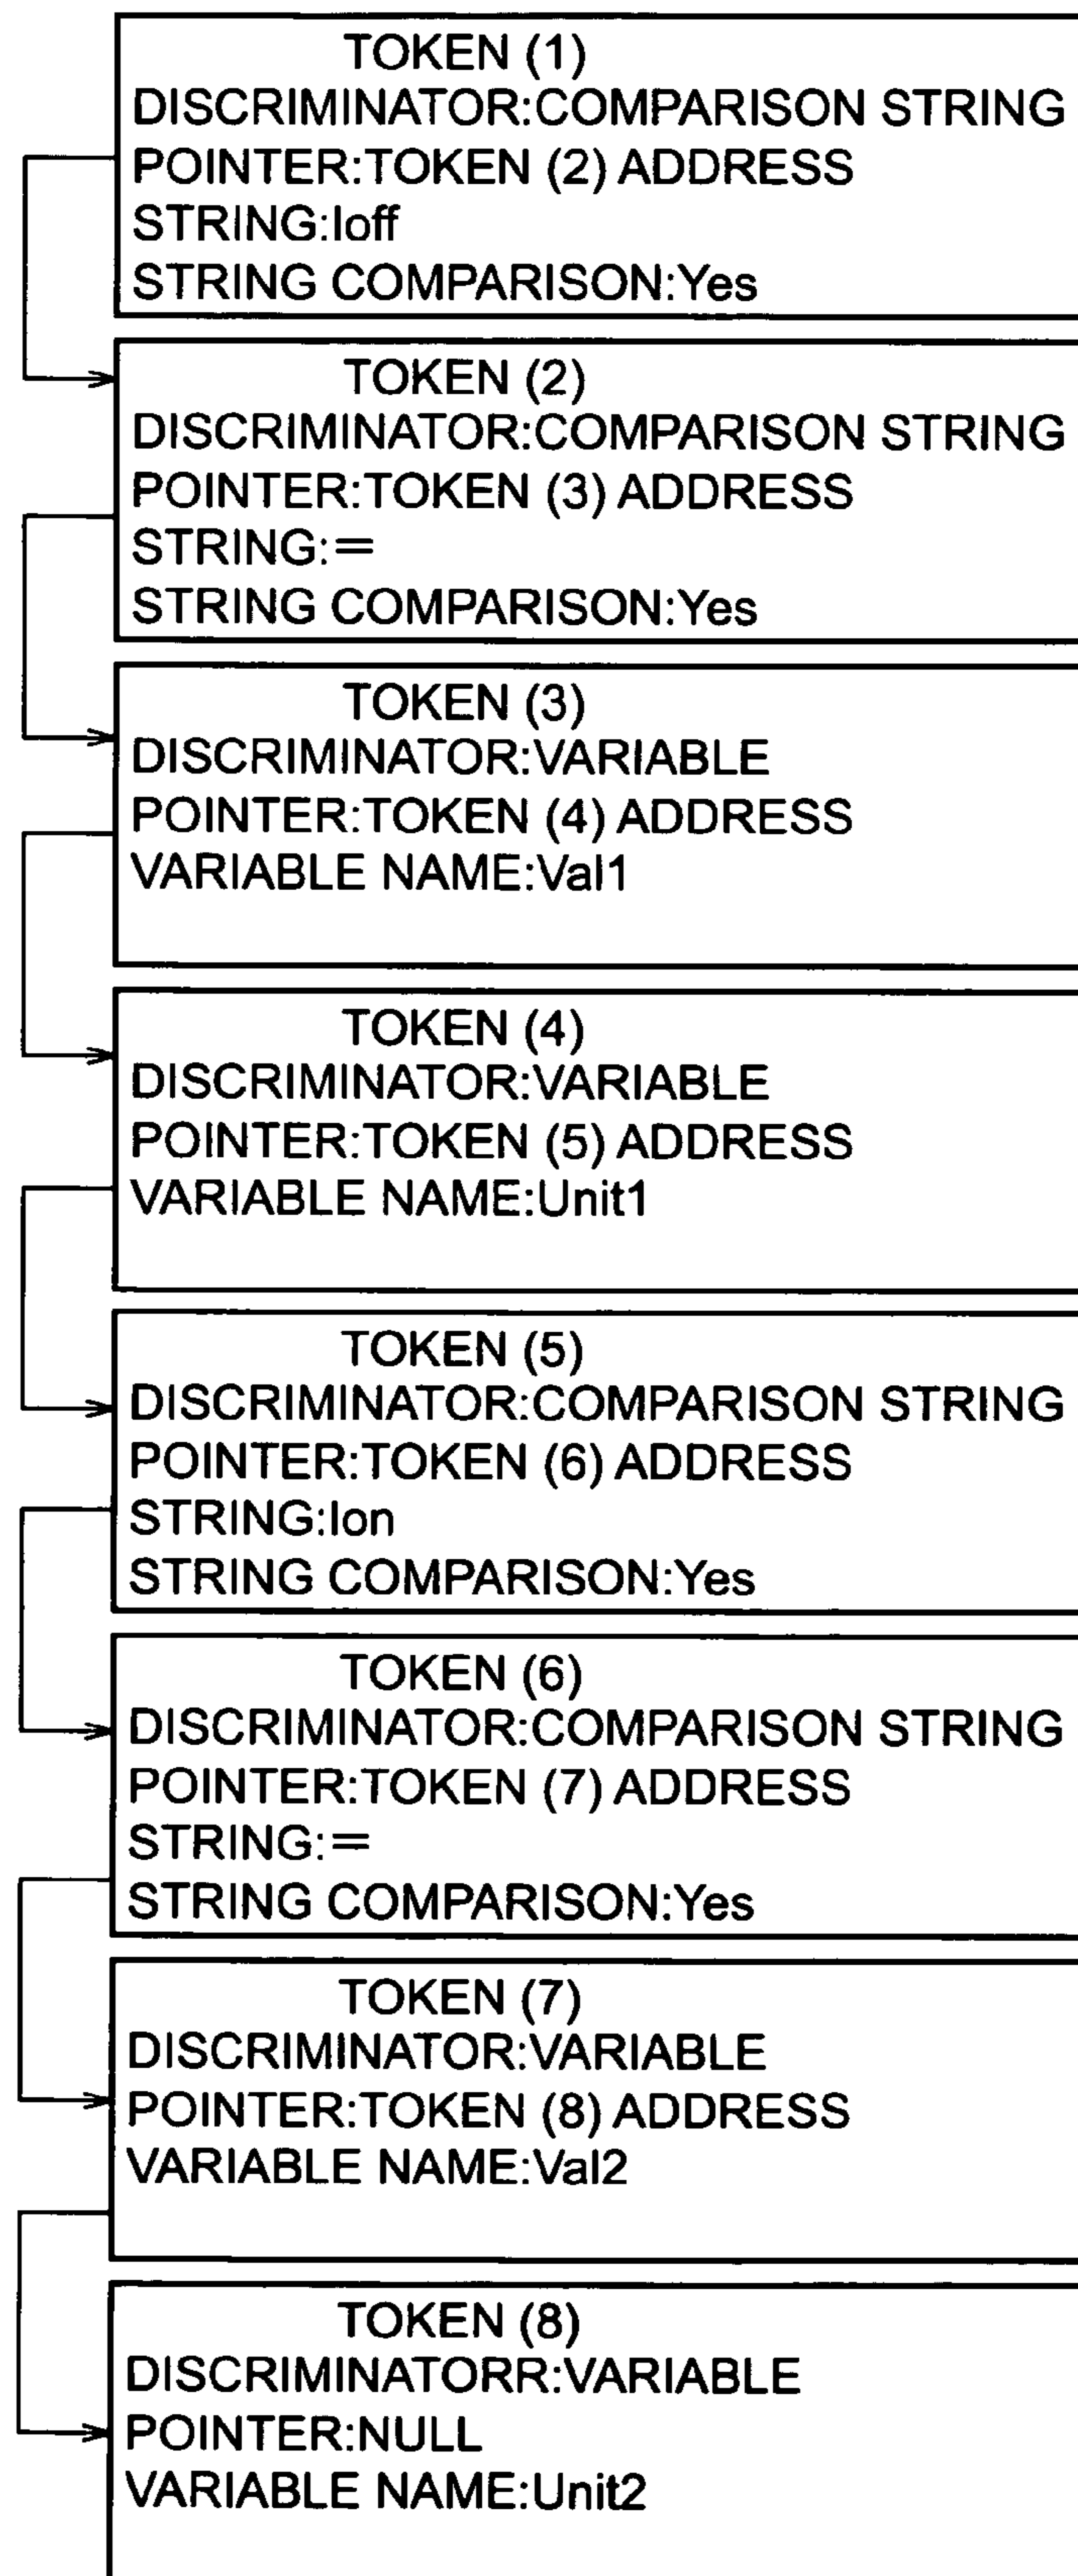 TOKEN (1)
DISCRIMINATOR:COMPARISON STRING
POINTER:TOKEN (2) ADDRESS
STRING:Ioff
STRING COMPARISON:Yes
TOKEN (2)
DISCRIMINATOR:COMPARISON STRING
POINTER:TOKEN (3) ADDRESS
STRING:=
STRING COMPARISON:Yes
TOKEN (3)
DISCRIMINATOR:VARIABLE
POINTER:TOKEN (4) ADDRESS
VARIABLE NAME:Val1
TOKEN (4)
DISCRIMINATOR:VARIABLE
POINTER:TOKEN (5) ADDRESS
VARIABLE NAME:Unit1
TOKEN (5)
DISCRIMINATOR:COMPARISON STRING
POINTER:TOKEN (6) ADDRESS
STRING:Ion
STRING COMPARISON:Yes
TOKEN (6)
DISCRIMINATOR:COMPARISON STRING
POINTER:TOKEN (7) ADDRESS
STRING:=
STRING COMPARISON:Yes
TOKEN (7)
DISCRIMINATOR:VARIABLE
POINTER:TOKEN (8) ADDRESS
VARIABLE NAME:Val2
TOKEN (8)
DISCRIMINATORR:VARIABLE
POINTER:NULL
VARIABLE NAME:Unit2